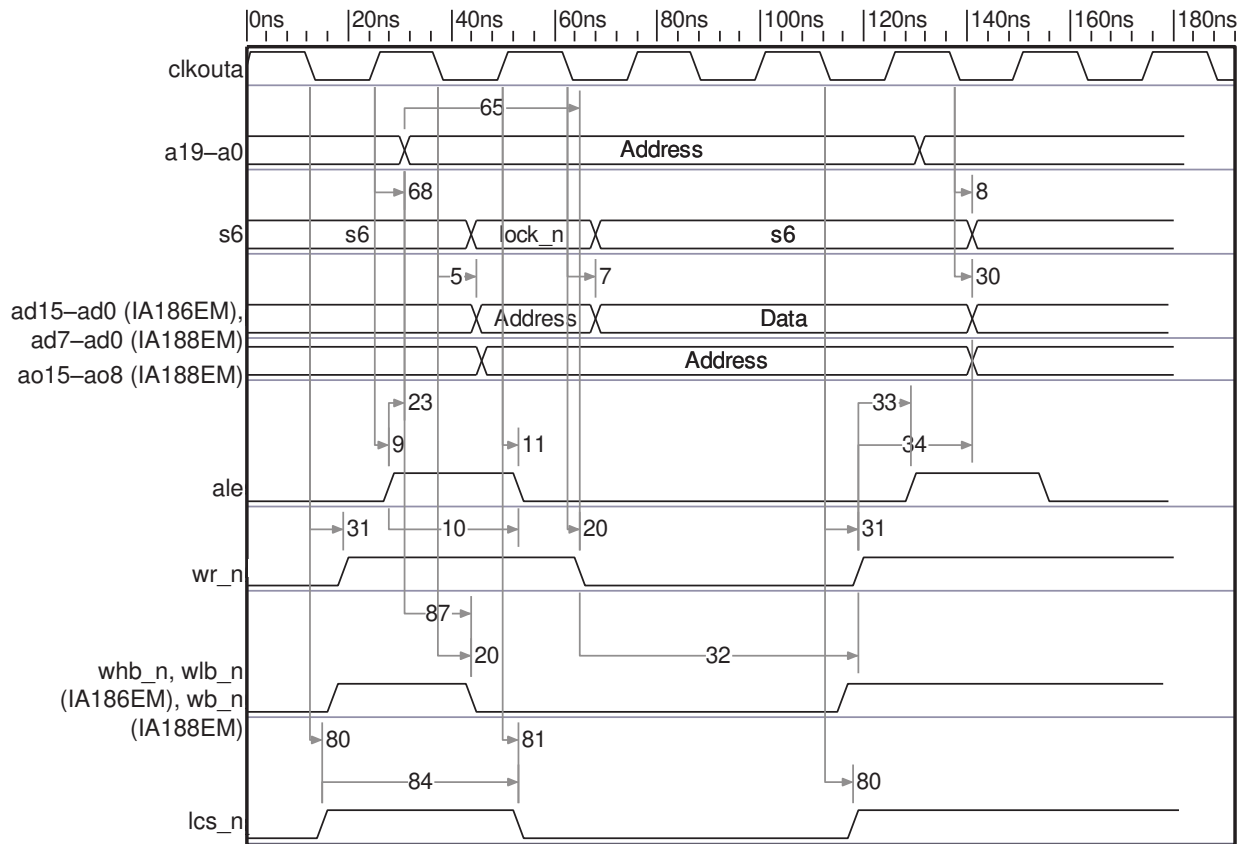 0ns 20ns 40ns 60ns 80ns 100ns 120ns 140ns 160ns 180ns
clkouta
65
a19–a0 Address
68 8
s6 s6 lock_n s6
5 7 30
ad15–ad0 (IA186EM), Address Data
ad7–ad0 (IA188EM)
ao15–ao8 (IA188EM) Address
23 33
9 11 34
ale
31 10 20 31
wr_n
87
20 32
whb_n, wlb_n
(IA186EM), wb_n
(IA188EM)
80 81
84 80
lcs_n